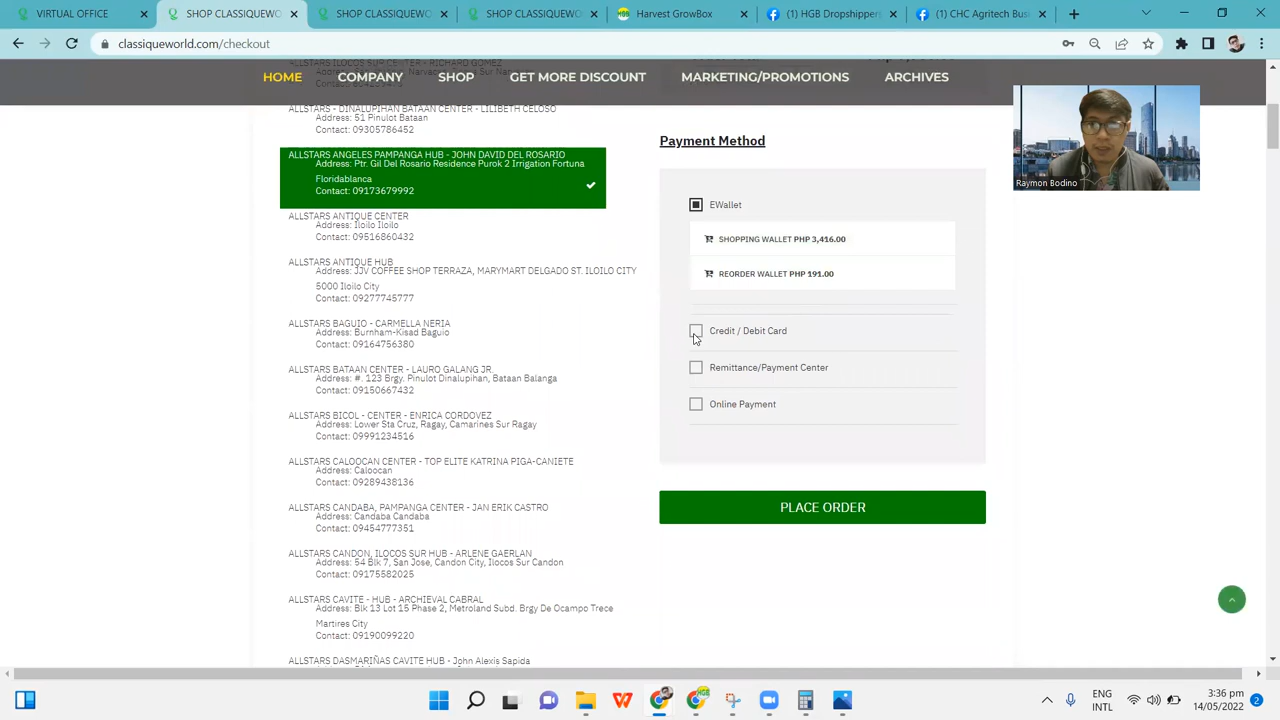 VIRTUAL OFFICE
SHOP CLASSIQUE WORLD
SHOP CLASSIQUE WORLD
Harvest GrowBox
(1) HGB Dropshippers
(1) CHC Agritech Bus
classiqueworld.com/checkout
HOME
COMPANY
SHOP
GET MORE DISCOUNT
MARKETING/PROMOTIONS
ARCHIVES
ALLSTARS - DINALUPIHAN BATAAN CENTER - LILIBETH CELOSO
Address: 51 Pinulot Bataan
Contact: 09305786452
ALLSTARS ANGELES PAMPANGA HUB - JOHN DAVID DEL ROSARIO
Address: Ptr. Gil Del Rosario Residence Purok 2 Irrigation Fortuna
Floridablanca
Contact: 09173679992
ALLSTARS ANTIQUE CENTER
Address: Iloilo Iloilo
Contact: 09516860432
ALLSTARS ANTIQUE HUB
Address: JJV COFFEE SHOP TERRAZA, MARYMART DELGADO ST. ILOILO CITY
5000 Iloilo City
Contact: 09277745777
ALLSTARS BAGUIO - CARMELLA NERIA
Address: Burnham-Kisad Baguio
Contact: 09164756380
ALLSTARS BATAAN CENTER - LAURO GALANG JR.
Address: #. 123 Brgy. Pinulot Dinalupihan, Bataan Balanga
Contact: 09150667432
ALLSTARS BICOL - CENTER - ENRICA CORDOVEZ
Address: Lower Sta Cruz, Ragay, Camarines Sur Ragay
Contact: 09991234516
ALLSTARS CALOOCAN CENTER - TOP ELITE KATRINA PIGA-CANIETE
Address: Caloocan
Contact: 09289438136
ALLSTARS CANDABA, PAMPANGA CENTER - JAN ERIK CASTRO
Address: Candaba Candaba
Contact: 09454777351
ALLSTARS CANDON, ILOCOS SUR HUB - ARLENE GAERLAN
Address: 54 Blk 7, San Jose, Candon City, Ilocos Sur Candon
Contact: 09175582025
ALLSTARS CAVITE - HUB - ARCHIEVAL CABRAL
Address: Blk 13 Lot 15 Phase 2, Metroland Subd. Brgy De Ocampo Trece
Martires City
Contact: 09190099220
ALLSTARS DASMARIÑAS CAVITE HUB - John Alexis Sapida
Payment Method
EWallet
SHOPPING WALLET PHP 3,416.00
REORDER WALLET PHP 191.00
Credit / Debit Card
Remittance/Payment Center
Online Payment
PLACE ORDER
Raymon Bodino
ENG
INTL
3:36 pm
14/05/2022
2